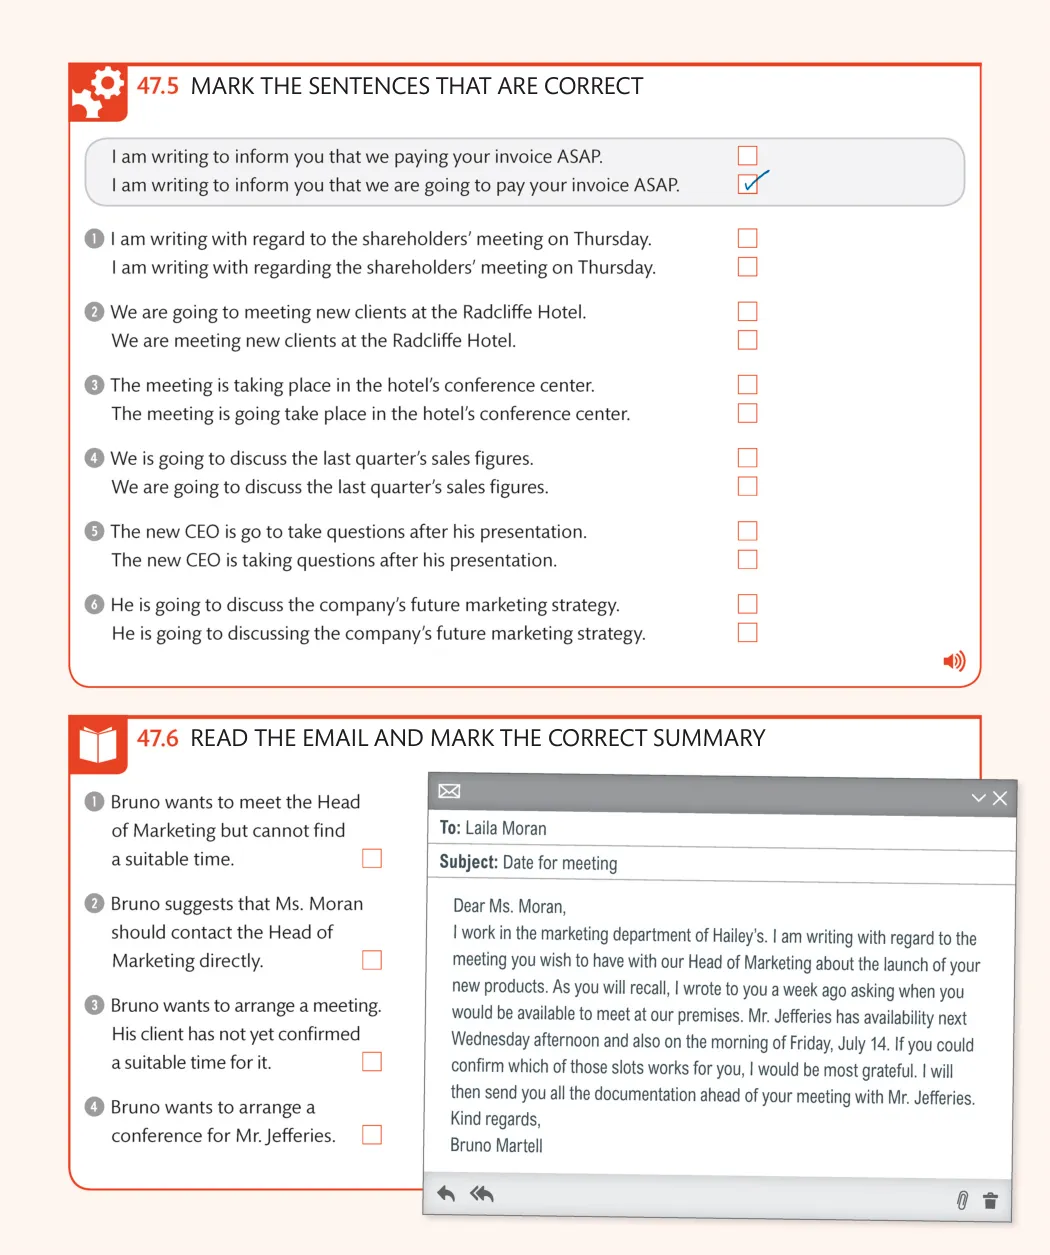 47.5 MARK THE SENTENCES THAT ARE CORRECT
I am writing to inform you that we paying your invoice ASAP.
I am writing to inform you that we are going to pay your invoice ASAP.
1 I am writing with regard to the shareholders’ meeting on Thursday.
I am writing with regarding the shareholders’ meeting on Thursday.
2 We are going to meeting new clients at the Radcliffe Hotel.
We are meeting new clients at the Radcliffe Hotel.
3 The meeting is taking place in the hotel’s conference center.
The meeting is going take place in the hotel’s conference center.
4 We is going to discuss the last quarter’s sales figures.
We are going to discuss the last quarter’s sales figures.
5 The new CEO is go to take questions after his presentation.
The new CEO is taking questions after his presentation.
6 He is going to discuss the company’s future marketing strategy.
He is going to discussing the company’s future marketing strategy.
47.6 READ THE EMAIL AND MARK THE CORRECT SUMMARY
1 Bruno wants to meet the Head
of Marketing but cannot find
a suitable time.
2 Bruno suggests that Ms. Moran
should contact the Head of
Marketing directly.
3 Bruno wants to arrange a meeting.
His client has not yet confirmed
a suitable time for it.
4 Bruno wants to arrange a
conference for Mr. Jefferies.
To: Laila Moran
Subject: Date for meeting
Dear Ms. Moran,
I work in the marketing department of Hailey’s. I am writing with regard to the
meeting you wish to have with our Head of Marketing about the launch of your
new products. As you will recall, I wrote to you a week ago asking when you
would be available to meet at our premises. Mr. Jefferies has availability next
Wednesday afternoon and also on the morning of Friday, July 14. If you could
confirm which of those slots works for you, I would be most grateful. I will
then send you all the documentation ahead of your meeting with Mr. Jefferies.
Kind regards,
Bruno Martell